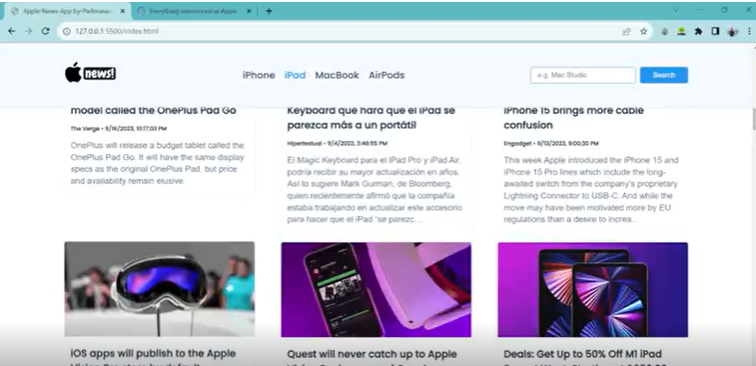 Apple-News-App by-Padmana
Everything announced at Apple
127.0.0.1:5500/index.html
news!
iPhone
iPad
MacBook
AirPods
e.g. Mac Studio
Search
model called the OnePlus Pad Go
The Verge • 9/16/2023, 10:17:03 PM
OnePlus will release a budget tablet called the
OnePlus Pad Go. It will have the same display
specs as the original OnePlus Pad, but price
and availability remain elusive.
Keyboard que hará que el iPad se
parezca más a un portátil
Hipertextual • 9/4/2023, 3:46:55 PM
El Magic Keyboard para el iPad Pro y iPad Air,
podría recibir su mayor actualización en años.
Así lo sugiere Mark Gurman, de Bloomberg,
quien recientemente afirmó que la compañía
estaba trabajando en actualizar este accesorio
para hacer que el iPad "se parezc...
iPhone 15 brings more cable
confusion
Engadget • 9/13/2023, 9:00:30 PM
This week Apple introduced the iPhone 15 and
iPhone 15 Pro lines which include the long-
awaited switch from the company's proprietary
Lightning Connector to USB-C. And while the
move may have been motivated more by EU
regulations than a desire to increa...
iOS apps will publish to the Apple
Quest will never catch up to Apple
Deals: Get Up to 50% Off M1 iPad